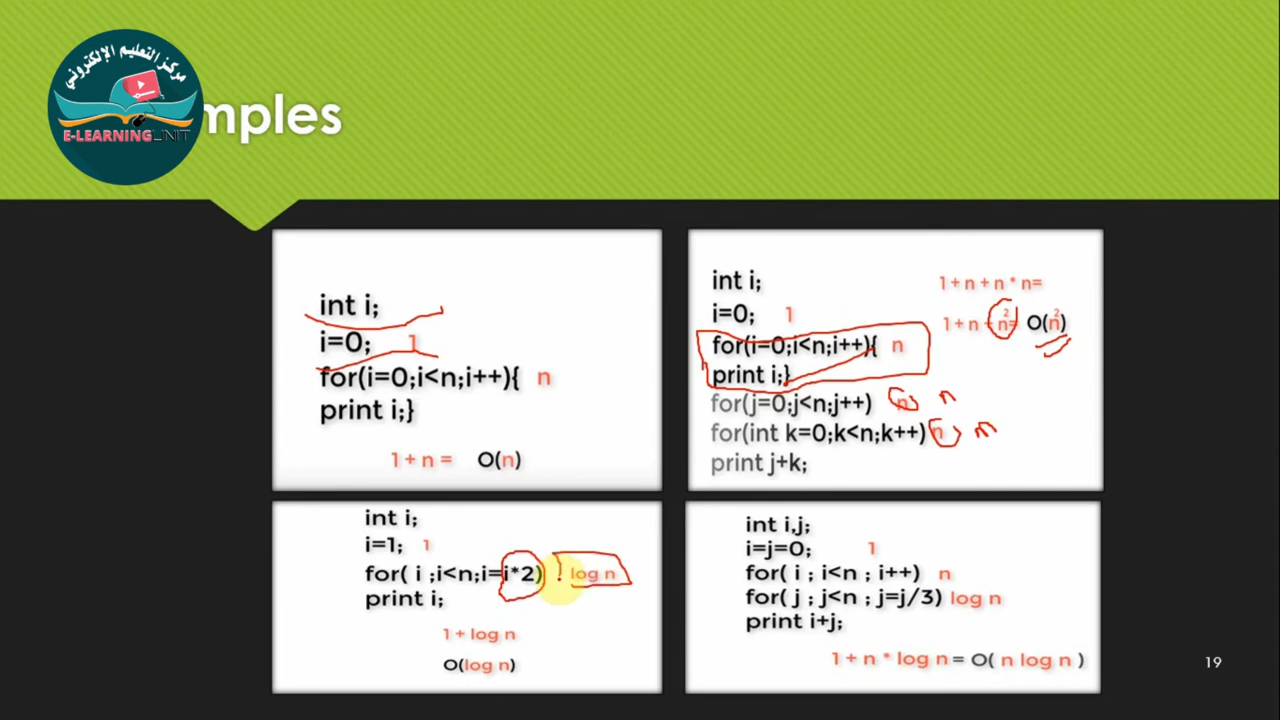 مركز التعليم الإلكتروني
E-LEARNING UNIT
mples
int i;
i=0; 1
for(i=0;i<n;i++){ n
print i;}
1 + n = O(n)
int i;
i=0; 1
for(i=0;i<n;i++){ n
print i;}
for(j=0;j<n;j++) n n
for(int k=0;k<n;k++) n n
print j+k;
1 + n + n * n=
1 + n + n²= O(n²)
int i;
i=1; 1
for( i ;i<n;i=i*2) ! log n
print i;
1 + log n
O(log n)
int i,j;
i=j=0; 1
for( i ; i<n ; i++) n
for( j ; j<n ; j=j/3) log n
print i+j;
1 + n * log n = O( n log n )
19